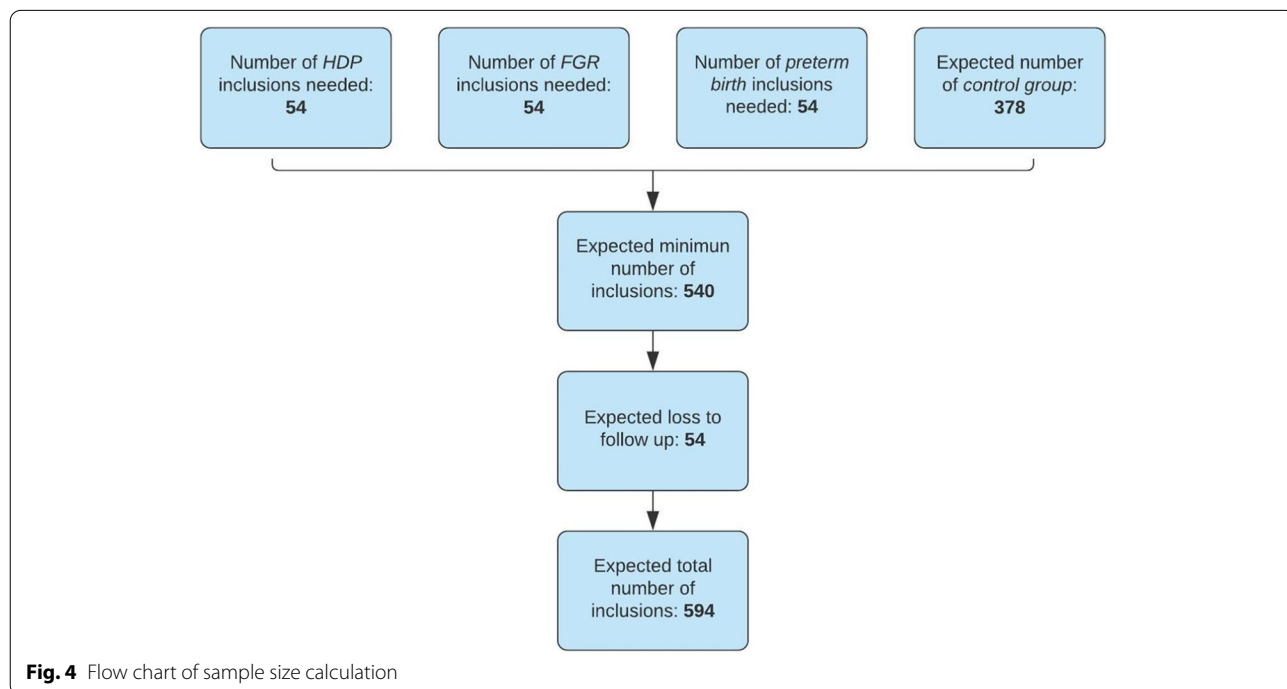 Number of HDP
inclusions needed:
54
Number of FGR
inclusions needed:
54
Number of preterm
birth inclusions
needed: 54
Expected number
of control group:
378
Expected minimun
number of
inclusions: 540
Expected loss to
follow up: 54
Expected total
number of
inclusions: 594
Fig. 4 Flow chart of sample size calculation